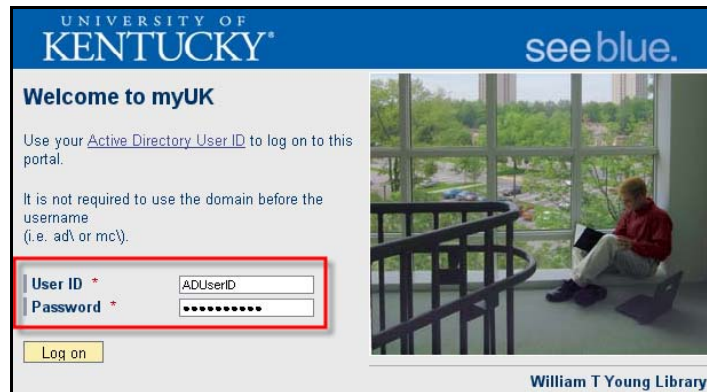 UNIVERSITY OF
KENTUCKY®
see blue.
Welcome to myUK
Use your Active Directory User ID to log on to this
portal.
It is not required to use the domain before the
username
(i.e. ad\ or mc\).
User ID * ADUserID
Password * ••••••••••
Log on
William T Young Library